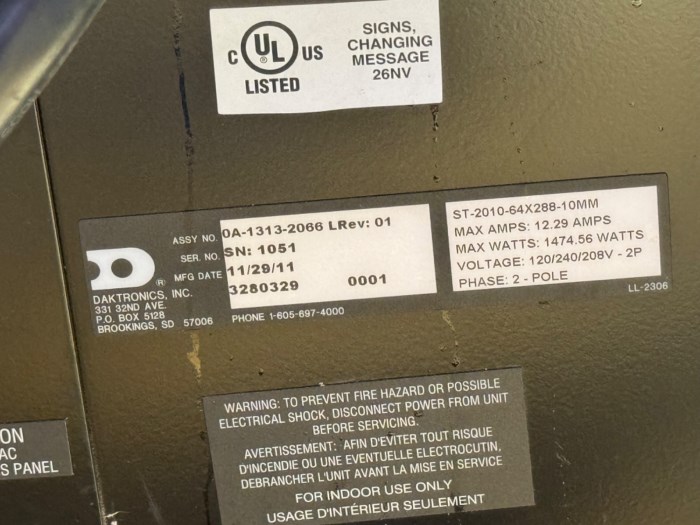 C UL US
®
LISTED
SIGNS,
CHANGING
MESSAGE
26NV
ASSY NO. 0A-1313-2066 LRev: 01
SER. NO. SN: 1051
MFG DATE 11/29/11
3280329 0001
®
DAKTRONICS, INC.
331 32ND AVE.
P.O. BOX 5128
BROOKINGS, SD 57006
PHONE 1-605-697-4000
ST-2010-64X288-10MM
MAX AMPS: 12.29 AMPS
MAX WATTS: 1474.56 WATTS
VOLTAGE: 120/240/208V - 2P
PHASE: 2 - POLE
LL-2306
WARNING: TO PREVENT FIRE HAZARD OR POSSIBLE
ELECTRICAL SHOCK, DISCONNECT POWER FROM UNIT
BEFORE SERVICING.
AVERTISSEMENT: AFIN D'EVITER TOUT RISQUE
D'INCENDIE OU UNE EVENTUELLE ELECTROCUTIN,
DEBRANCHER L'UNIT AVANT LA MISE EN SERVICE
FOR INDOOR USE ONLY
USAGE D'INTERIOR SEULEMENT
ON
AC
S PANEL